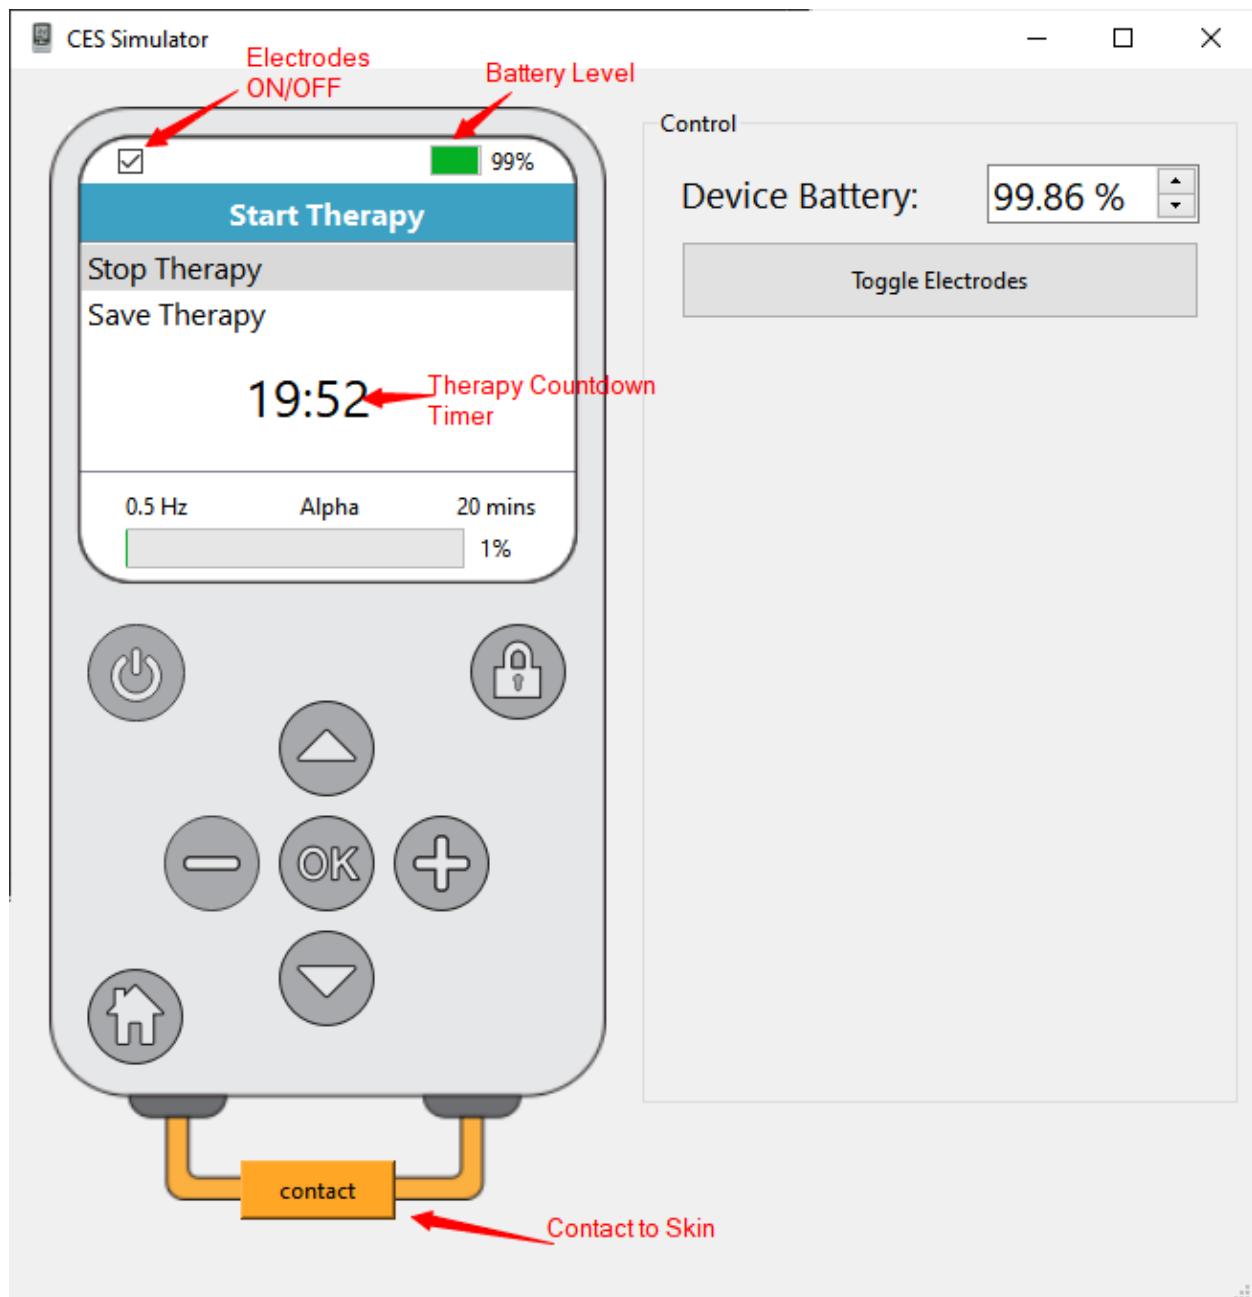 CES Simulator
Electrodes
ON/OFF
Battery Level
99%
Start Therapy
Stop Therapy
Save Therapy
19:52
Therapy Countdown
Timer
0.5 Hz Alpha 20 mins
1%
OK
contact
Contact to Skin
Control
Device Battery: 99.86 %
Toggle Electrodes